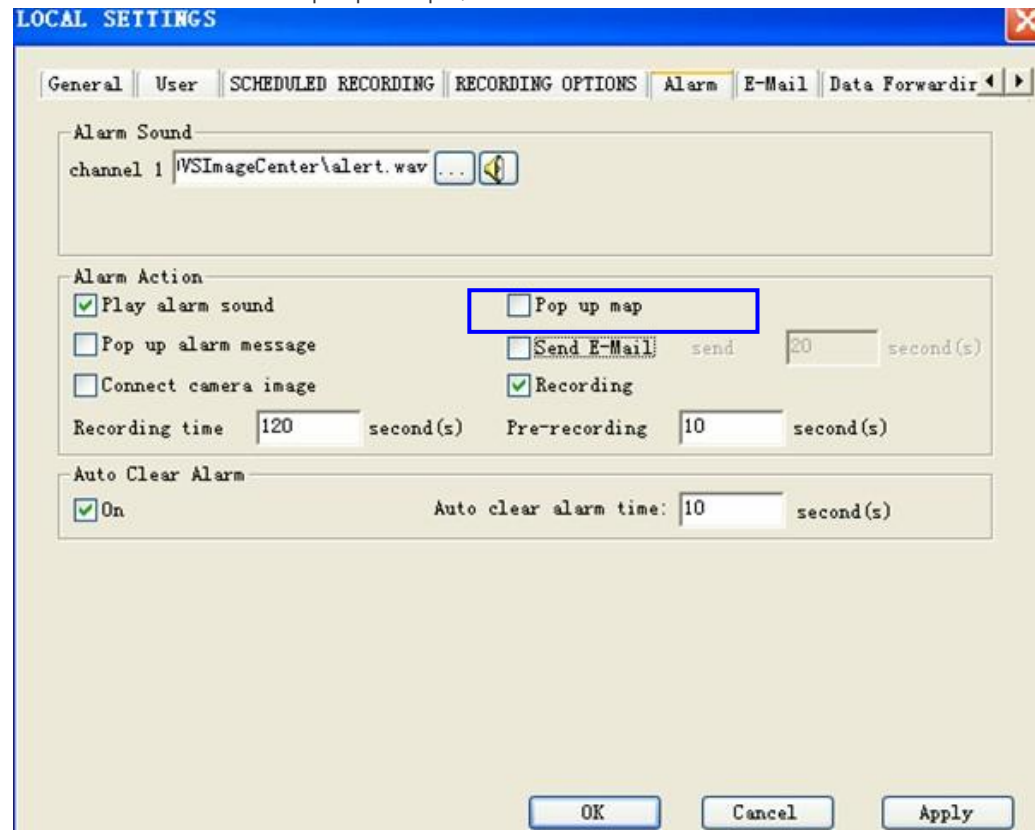 LOCAL SETTINGS
General User SCHEDULED RECORDING RECORDING OPTIONS Alarm E-Mail Data Forwardir
Alarm Sound
channel 1 VSImageCenter\alert.wav ...
Alarm Action
Play alarm sound Pop up map
Pop up alarm message Send E-Mail send 20 second(s)
Connect camera image Recording
Recording time 120 second(s) Pre-recording 10 second(s)
Auto Clear Alarm
On Auto clear alarm time: 10 second(s)
OK Cancel Apply